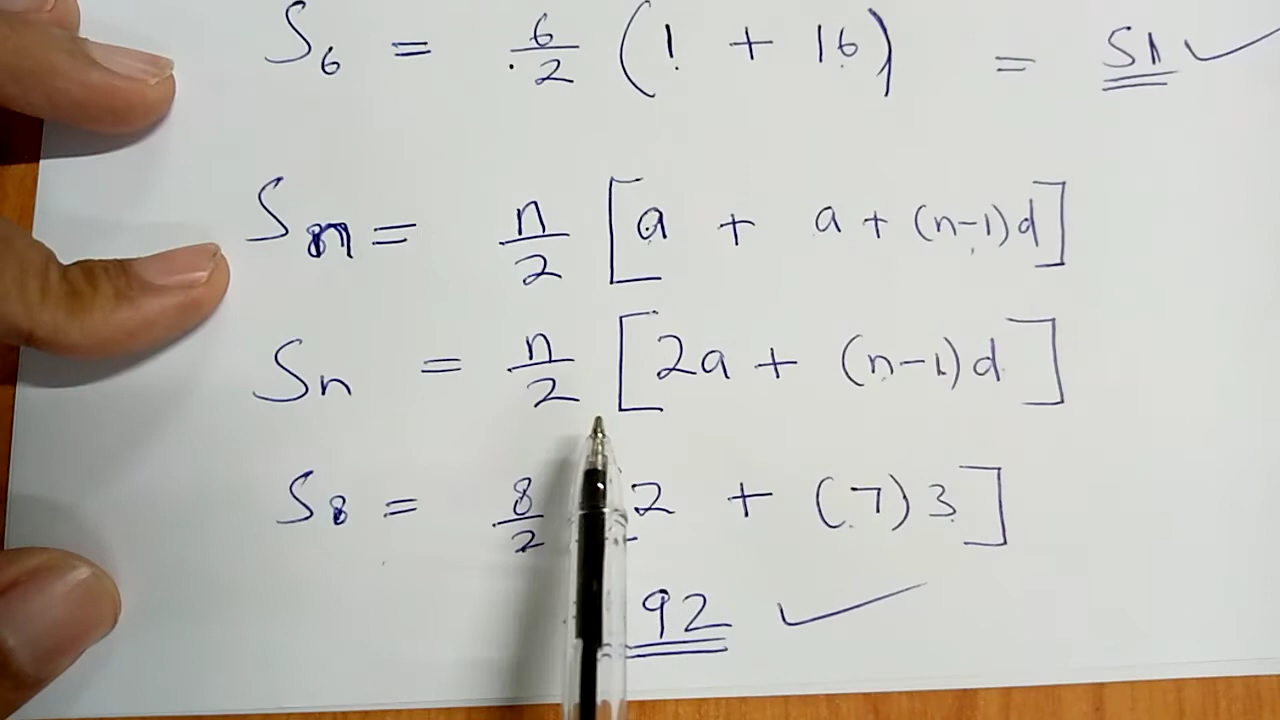 S6 = 6/2 (1 + 16) = 51
Sn = n/2 [a + a + (n-1)d]
Sn = n/2 [2a + (n-1)d]
S8 = 8/2 2 + (7)3]
92